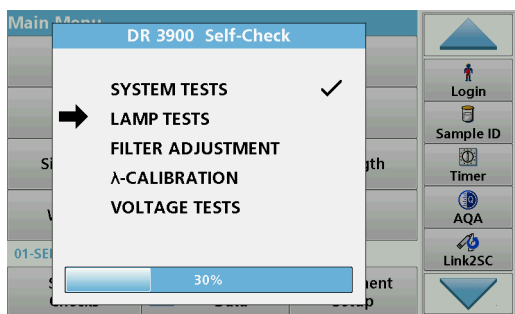 Main Menu
DR 3900 Self-Check
SYSTEM TESTS
LAMP TESTS
FILTER ADJUSTMENT
λ-CALIBRATION
VOLTAGE TESTS
30%
Login
Sample ID
Timer
AQA
Link2SC
01-SE